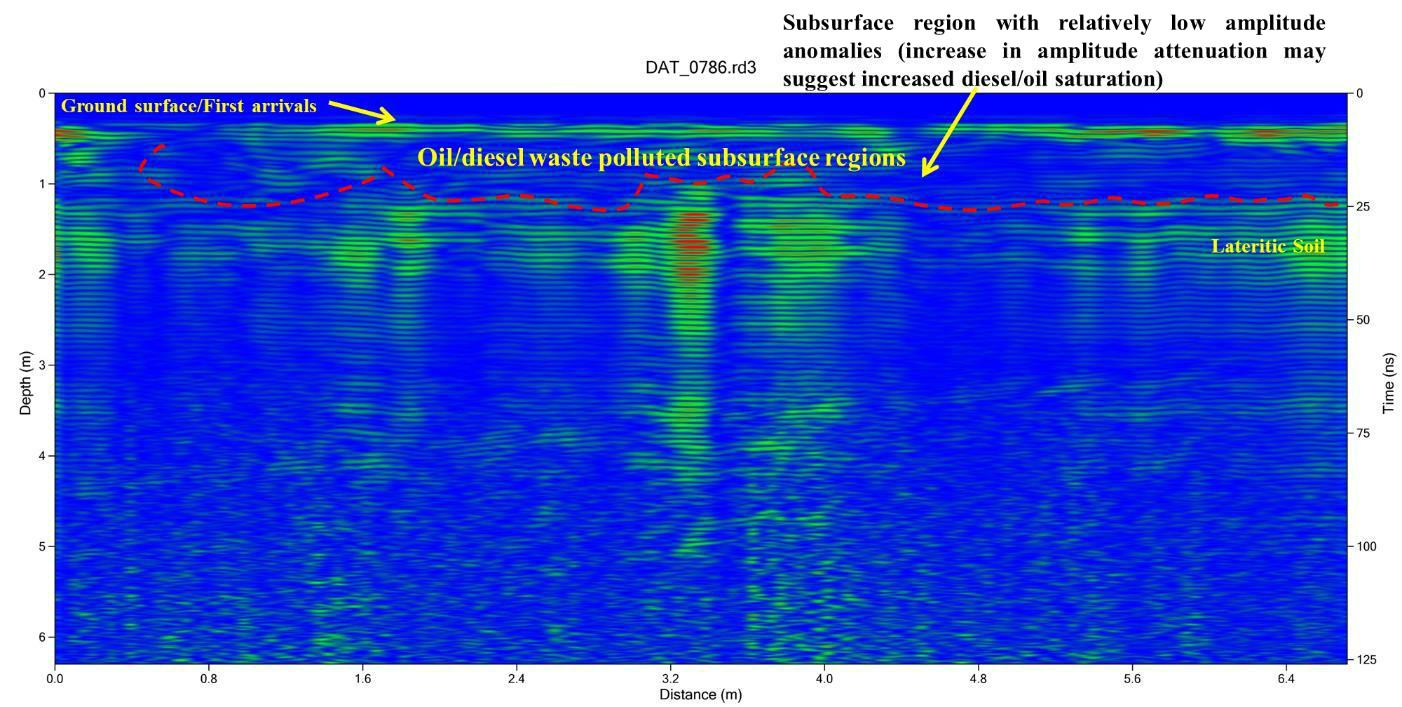 Subsurface region with relatively low amplitude
anomalies (increase in amplitude attenuation may
suggest increased diesel/oil saturation)
DAT_0786.rd3
Ground surface/First arrivals
Oil/diesel waste polluted subsurface regions
Lateritic Soil
Depth (m)
0
1
2
3
4
5
6
Time (ns)
0
25
50
75
100
125
0.0 0.8 1.6 2.4 3.2 4.0 4.8 5.6 6.4
Distance (m)